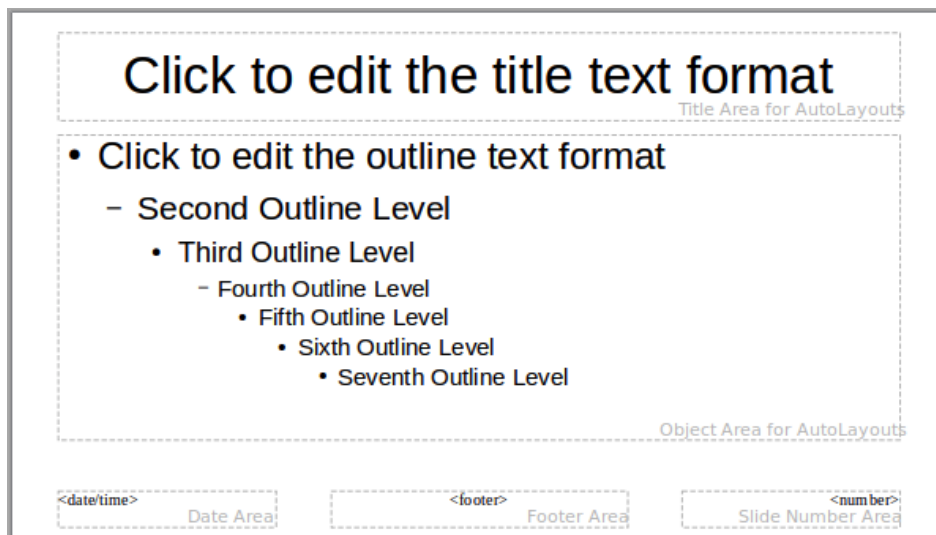 Click to edit the title text format
Title Area for AutoLayouts
• Click to edit the outline text format
– Second Outline Level
• Third Outline Level
– Fourth Outline Level
• Fifth Outline Level
• Sixth Outline Level
• Seventh Outline Level
Object Area for AutoLayouts
<date/time>
Date Area
<footer>
Footer Area
<number>
Slide Number Area